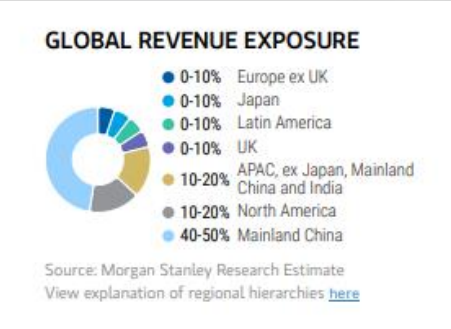 GLOBAL REVENUE EXPOSURE
0-10% Europe ex UK
0-10% Japan
0-10% Latin America
0-10% UK
10-20% APAC, ex Japan, Mainland
China and India
10-20% North America
40-50% Mainland China
Source: Morgan Stanley Research Estimate
View explanation of regional hierarchies here